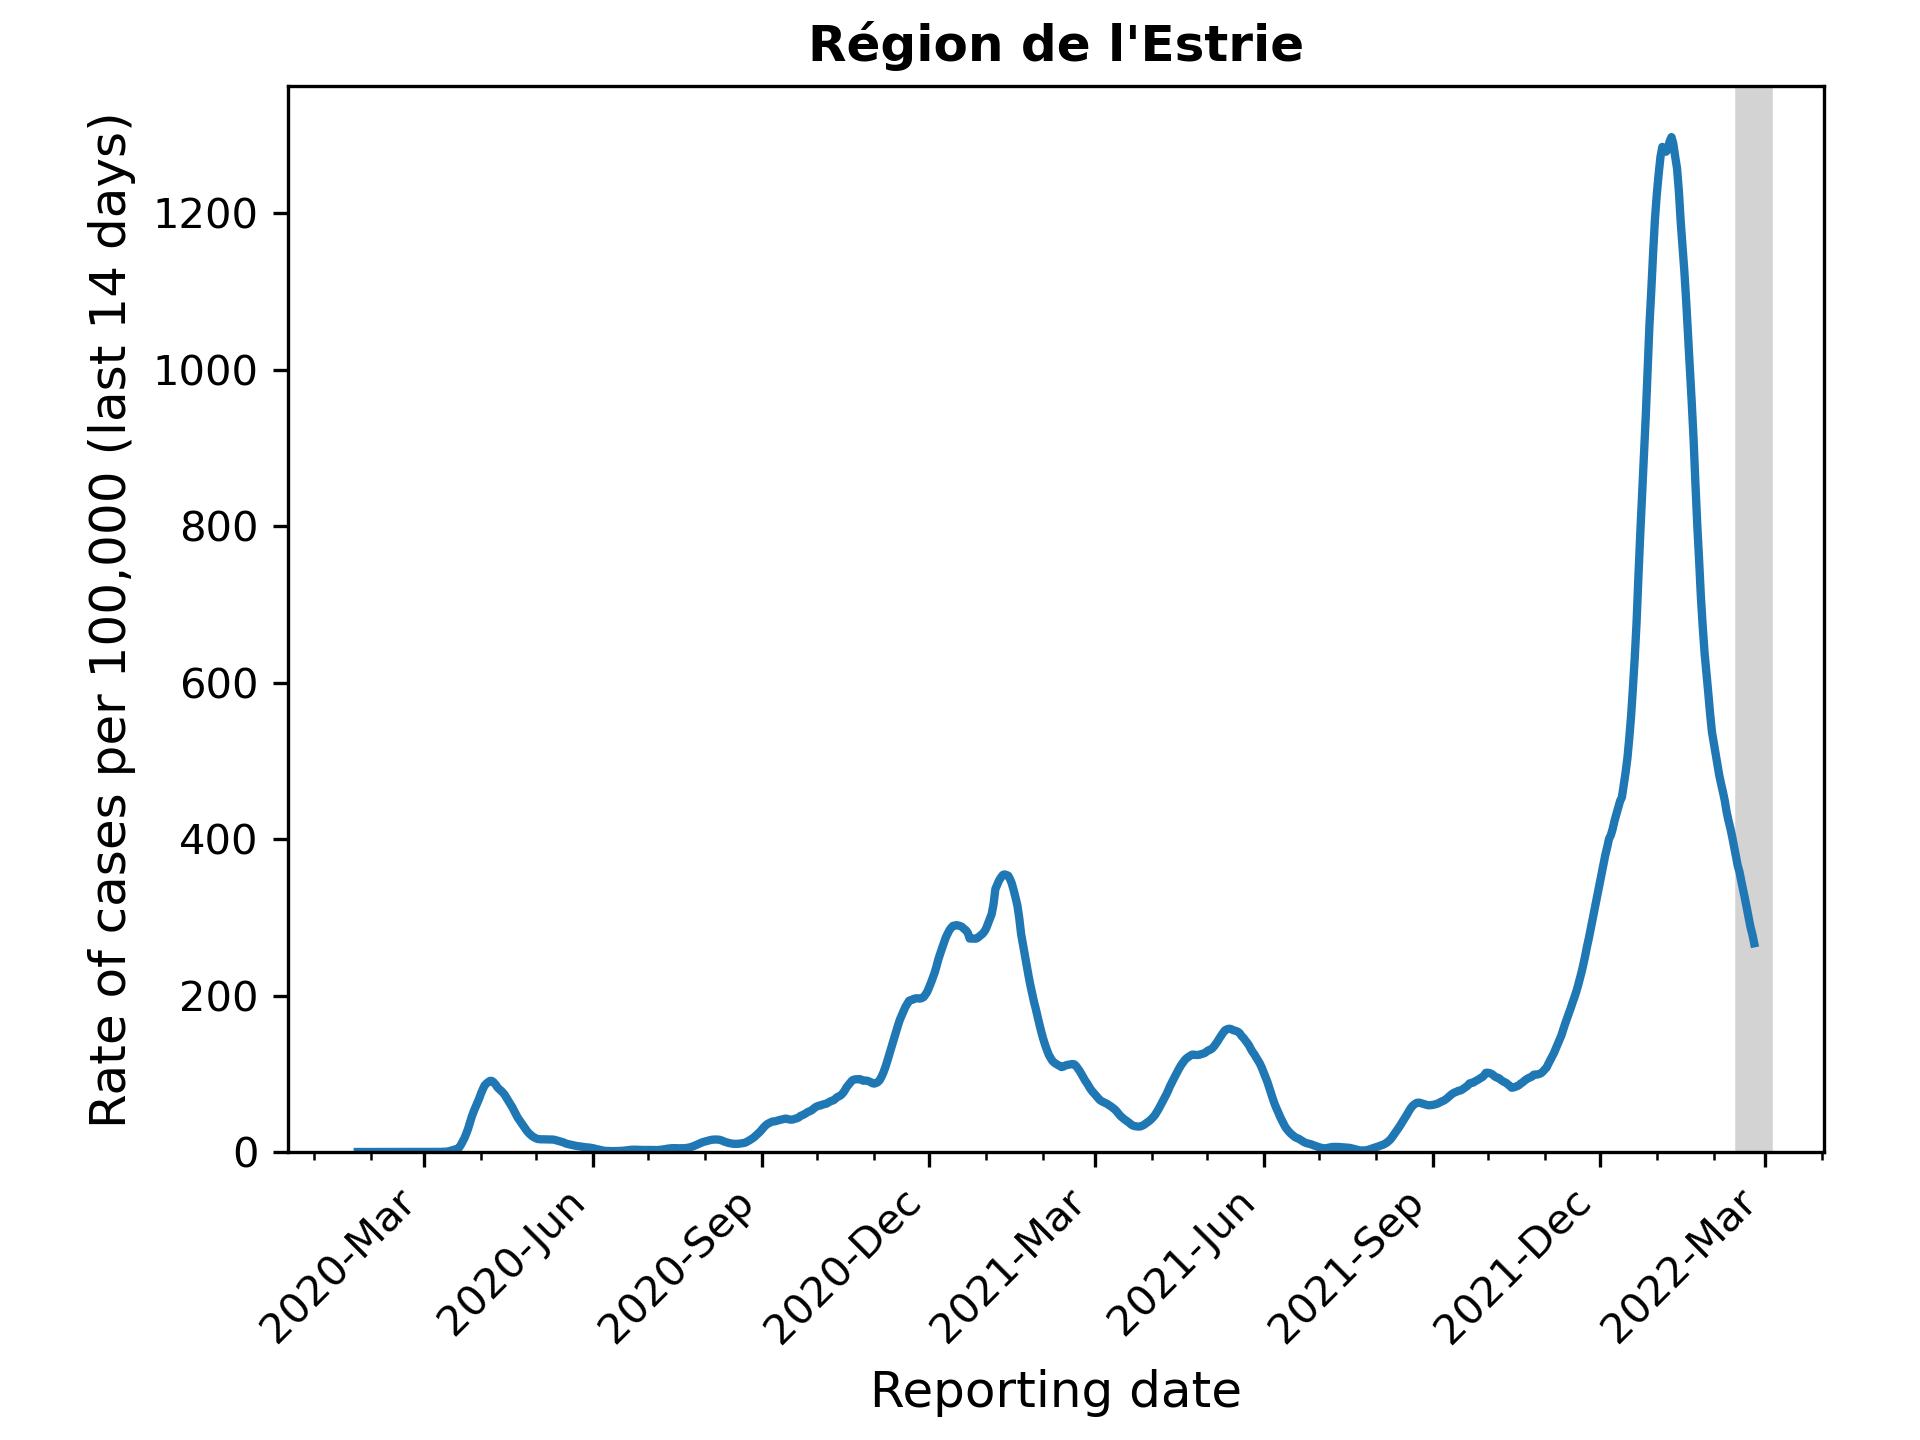 Région de l'Estrie
Rate of cases per 100,000 (last 14 days)
1200
1000
800
600
400
200
0
2020-Mar
2020-Jun
2020-Sep
2020-Dec
2021-Mar
2021-Jun
2021-Sep
2021-Dec
2022-Mar
Reporting date